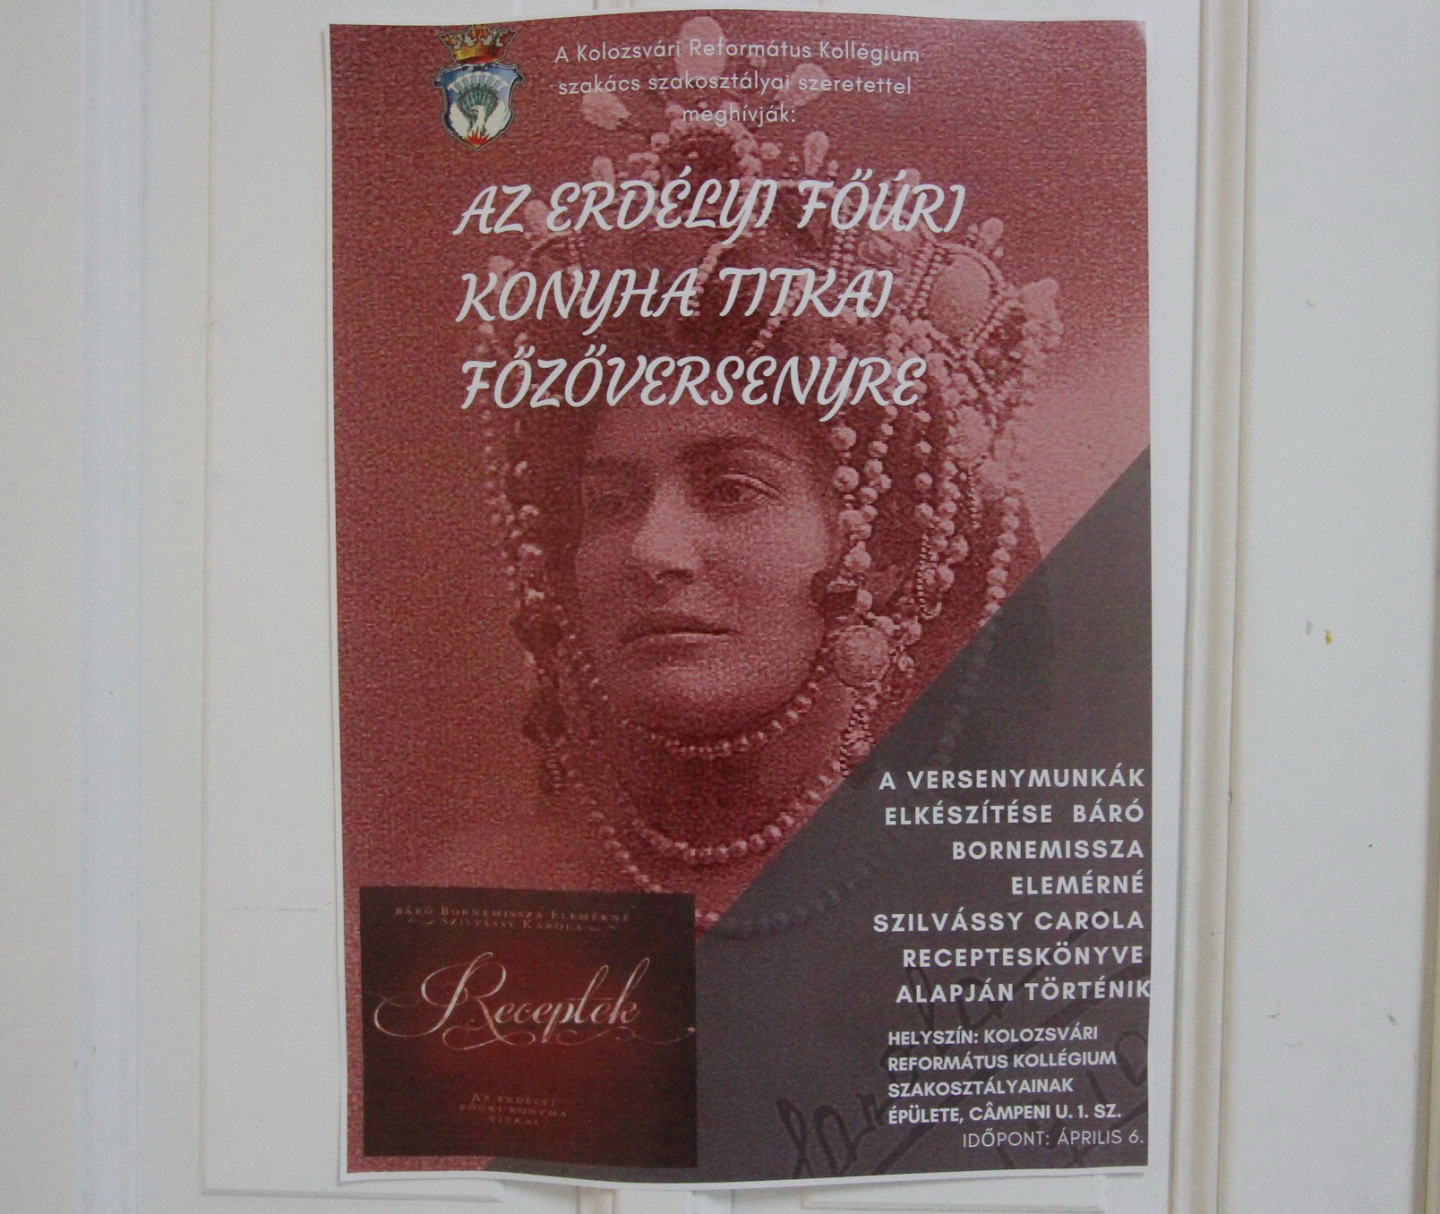 A Kolozsvári Református Kollégium
szakács szakosztályai szeretettel
meghívják:
AZ ERDÉLYI FŐÚRI
KONYHA TITKAI
FŐZŐVERSENYRE
A VERSENYMUNKÁK
ELKÉSZÍTÉSE BÁRÓ
BORNEMISSZA
ELEMÉRNÉ
SZILVÁSSY CAROLA
RECEPTESKÖNYVE
ALAPJÁN TÖRTÉNIK
HELYSZÍN: KOLOZSVÁRI
REFORMÁTUS KOLLÉGIUM
SZAKOSZTÁLYAINAK
ÉPÜLETE, CÂMPENI U. 1. SZ.
IDŐPONT: ÁPRILIS 6.
BÁRÓ BORNEMISSZA ELEMÉRNÉ
SZILVÁSSY KAROLA
Receptek
AZ ERDÉLYI
FŐÚRI KONYHA
TITKAI